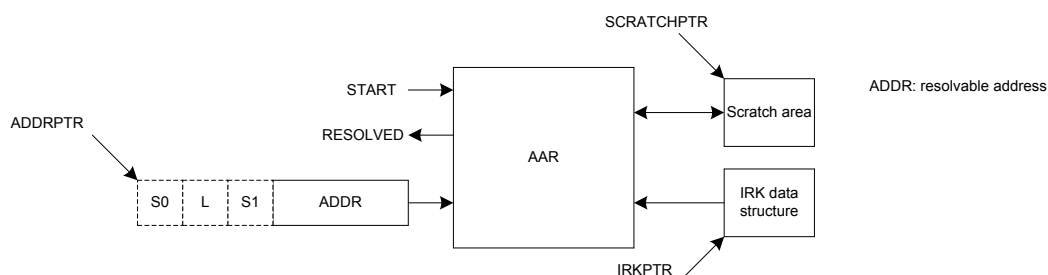 SCRATCHPTR
START
ADDR: resolvable address
Scratch area
ADDRPTR
RESOLVED
AAR
S0 L S1 ADDR
IRK data
structure
IRKPTR